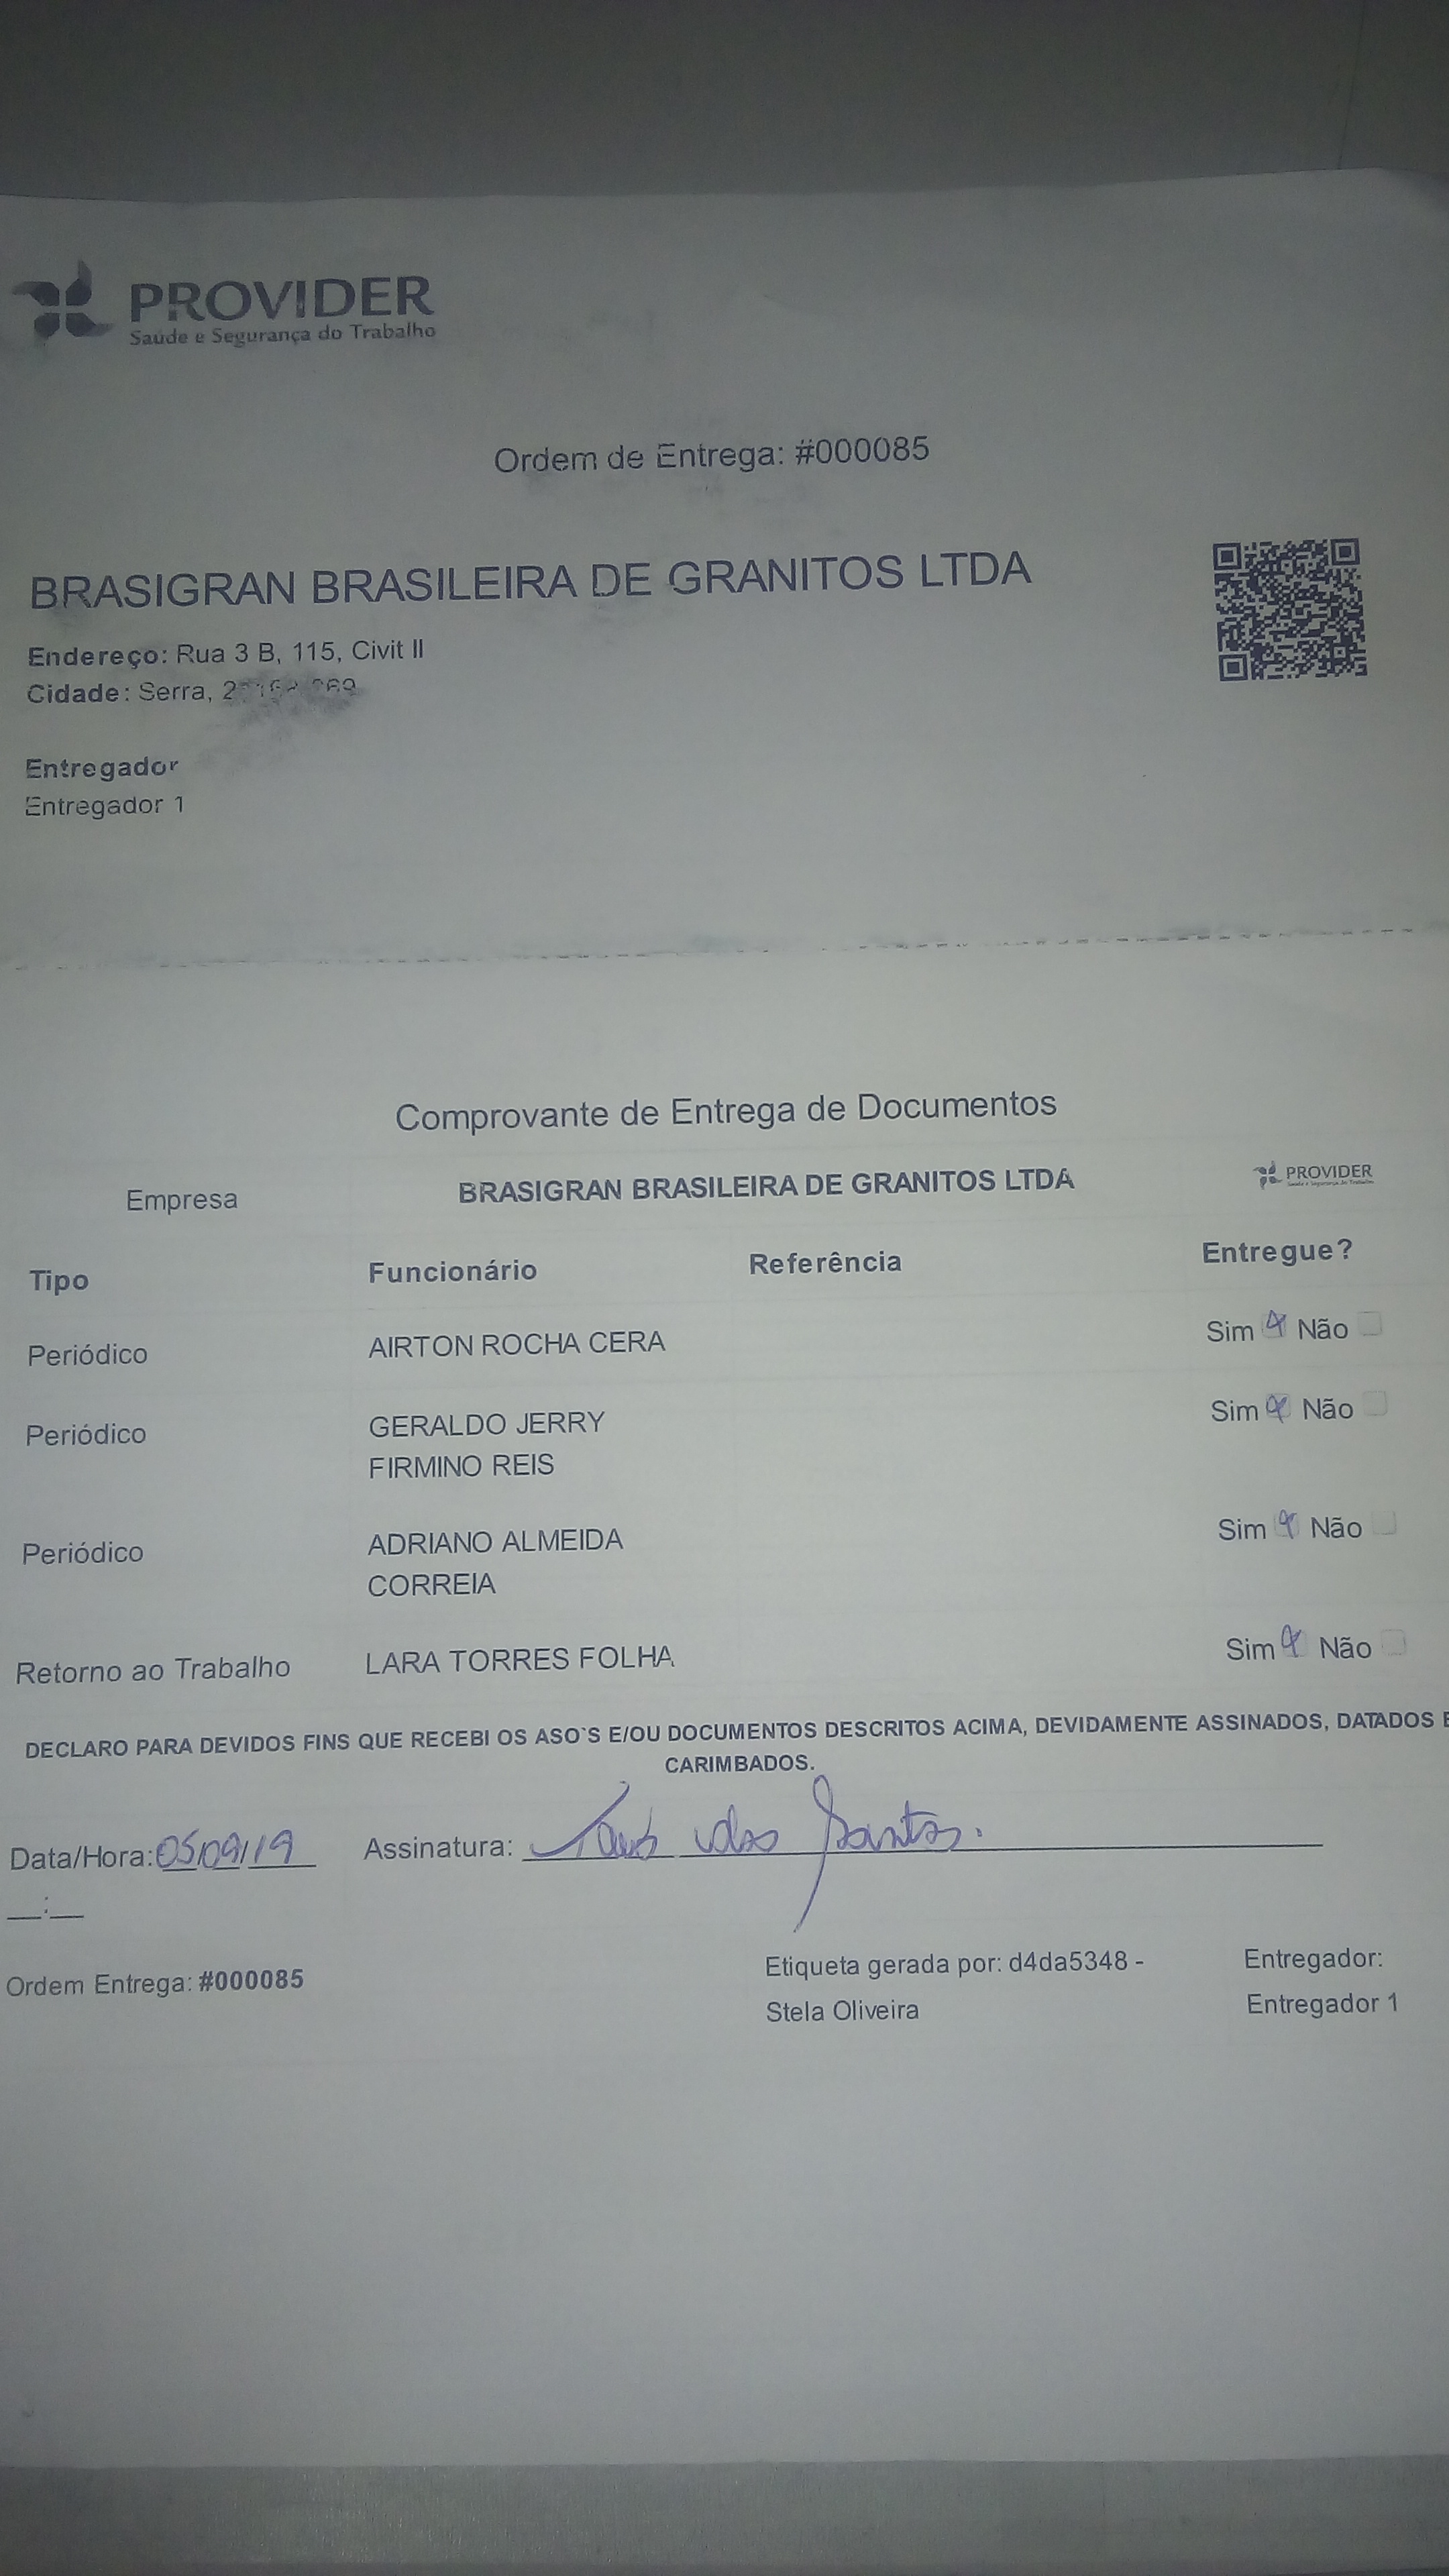 PROVIDER
Saúde e Segurança do Trabalho
Ordem de Entrega: #000085
BRASIGRAN BRASILEIRA DE GRANITOS LTDA
Endereço: Rua 3 B, 115, Civit II
Cidade: Serra,
Entregador
Entregador 1
Comprovante de Entrega de Documentos
Empresa BRASIGRAN BRASILEIRA DE GRANITOS LTDA PROVIDER
Saúde e Segurança do Trabalho
Tipo Funcionário Referência Entregue?
Periódico AIRTON ROCHA CERA Sim Não
Periódico GERALDO JERRY Sim Não
FIRMINO REIS
Periódico ADRIANO ALMEIDA Sim Não
CORREIA
Retorno ao Trabalho LARA TORRES FOLHA Sim Não
DECLARO PARA DEVIDOS FINS QUE RECEBI OS ASO`S E/OU DOCUMENTOS DESCRITOS ACIMA, DEVIDAMENTE ASSINADOS, DATADOS E
CARIMBADOS.
Data/Hora: 05/09/19 Assinatura: dos Santos.
__:__
Ordem Entrega: #000085 Etiqueta gerada por: d4da5348 - Entregador:
Stela Oliveira Entregador 1